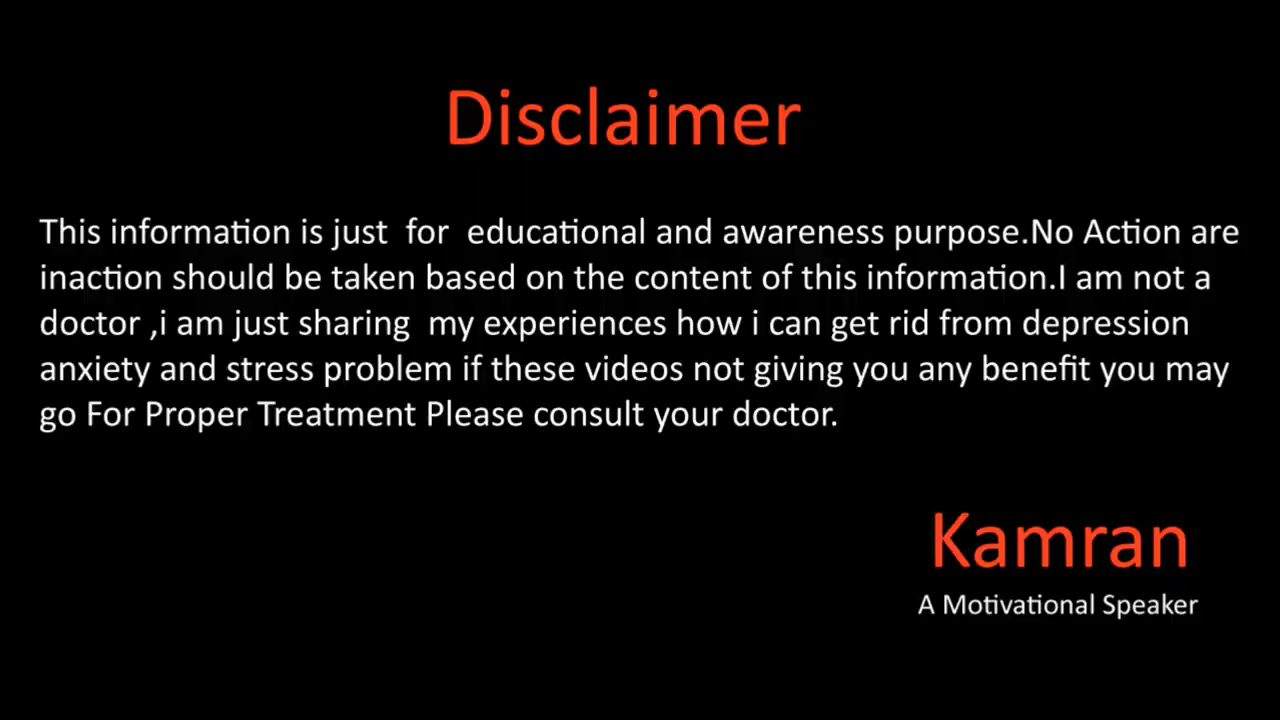 Disclaimer
This information is just  for  educational and awareness purpose.No Action are
inaction should be taken based on the content of this information.I am not a
doctor ,i am just sharing  my experiences how i can get rid from depression
anxiety and stress problem if these videos not giving you any benefit you may
go For Proper Treatment Please consult your doctor.
Kamran
A Motivational Speaker